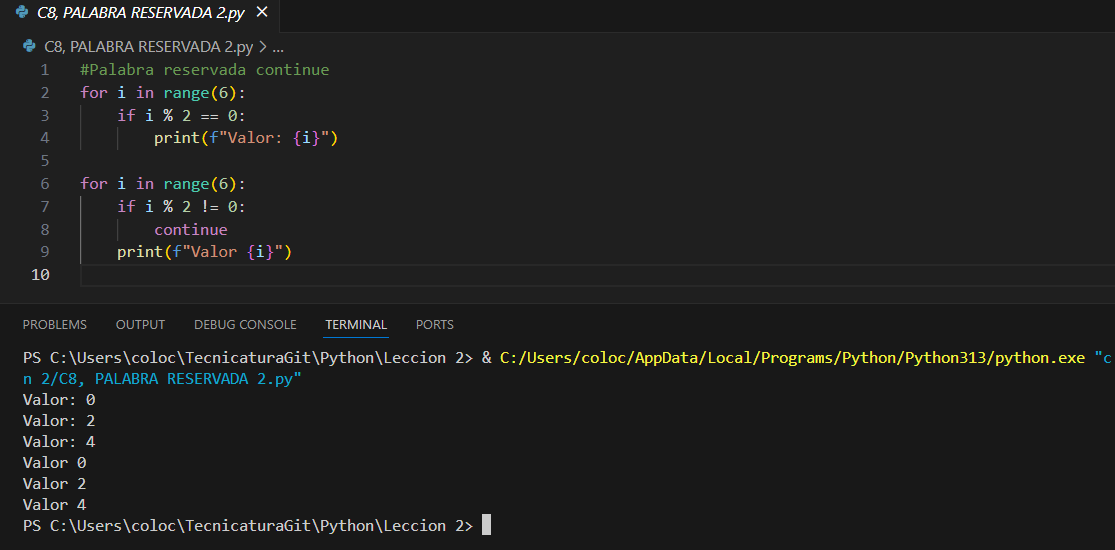 C8, PALABRA RESERVADA 2.py ×
C8, PALABRA RESERVADA 2.py > ...
1 #Palabra reservada continue
2 for i in range(6):
3     if i % 2 == 0:
4         print(f"Valor: {i}")
5
6 for i in range(6):
7     if i % 2 != 0:
8         continue
9     print(f"Valor {i}")
10
PROBLEMS OUTPUT DEBUG CONSOLE TERMINAL PORTS
PS C:\Users\coloc\TecnicaturaGit\Python\Leccion 2> & C:/Users/coloc/AppData/Local/Programs/Python/Python313/python.exe "c
n 2/C8, PALABRA RESERVADA 2.py"
Valor: 0
Valor: 2
Valor: 4
Valor 0
Valor 2
Valor 4
PS C:\Users\coloc\TecnicaturaGit\Python\Leccion 2>